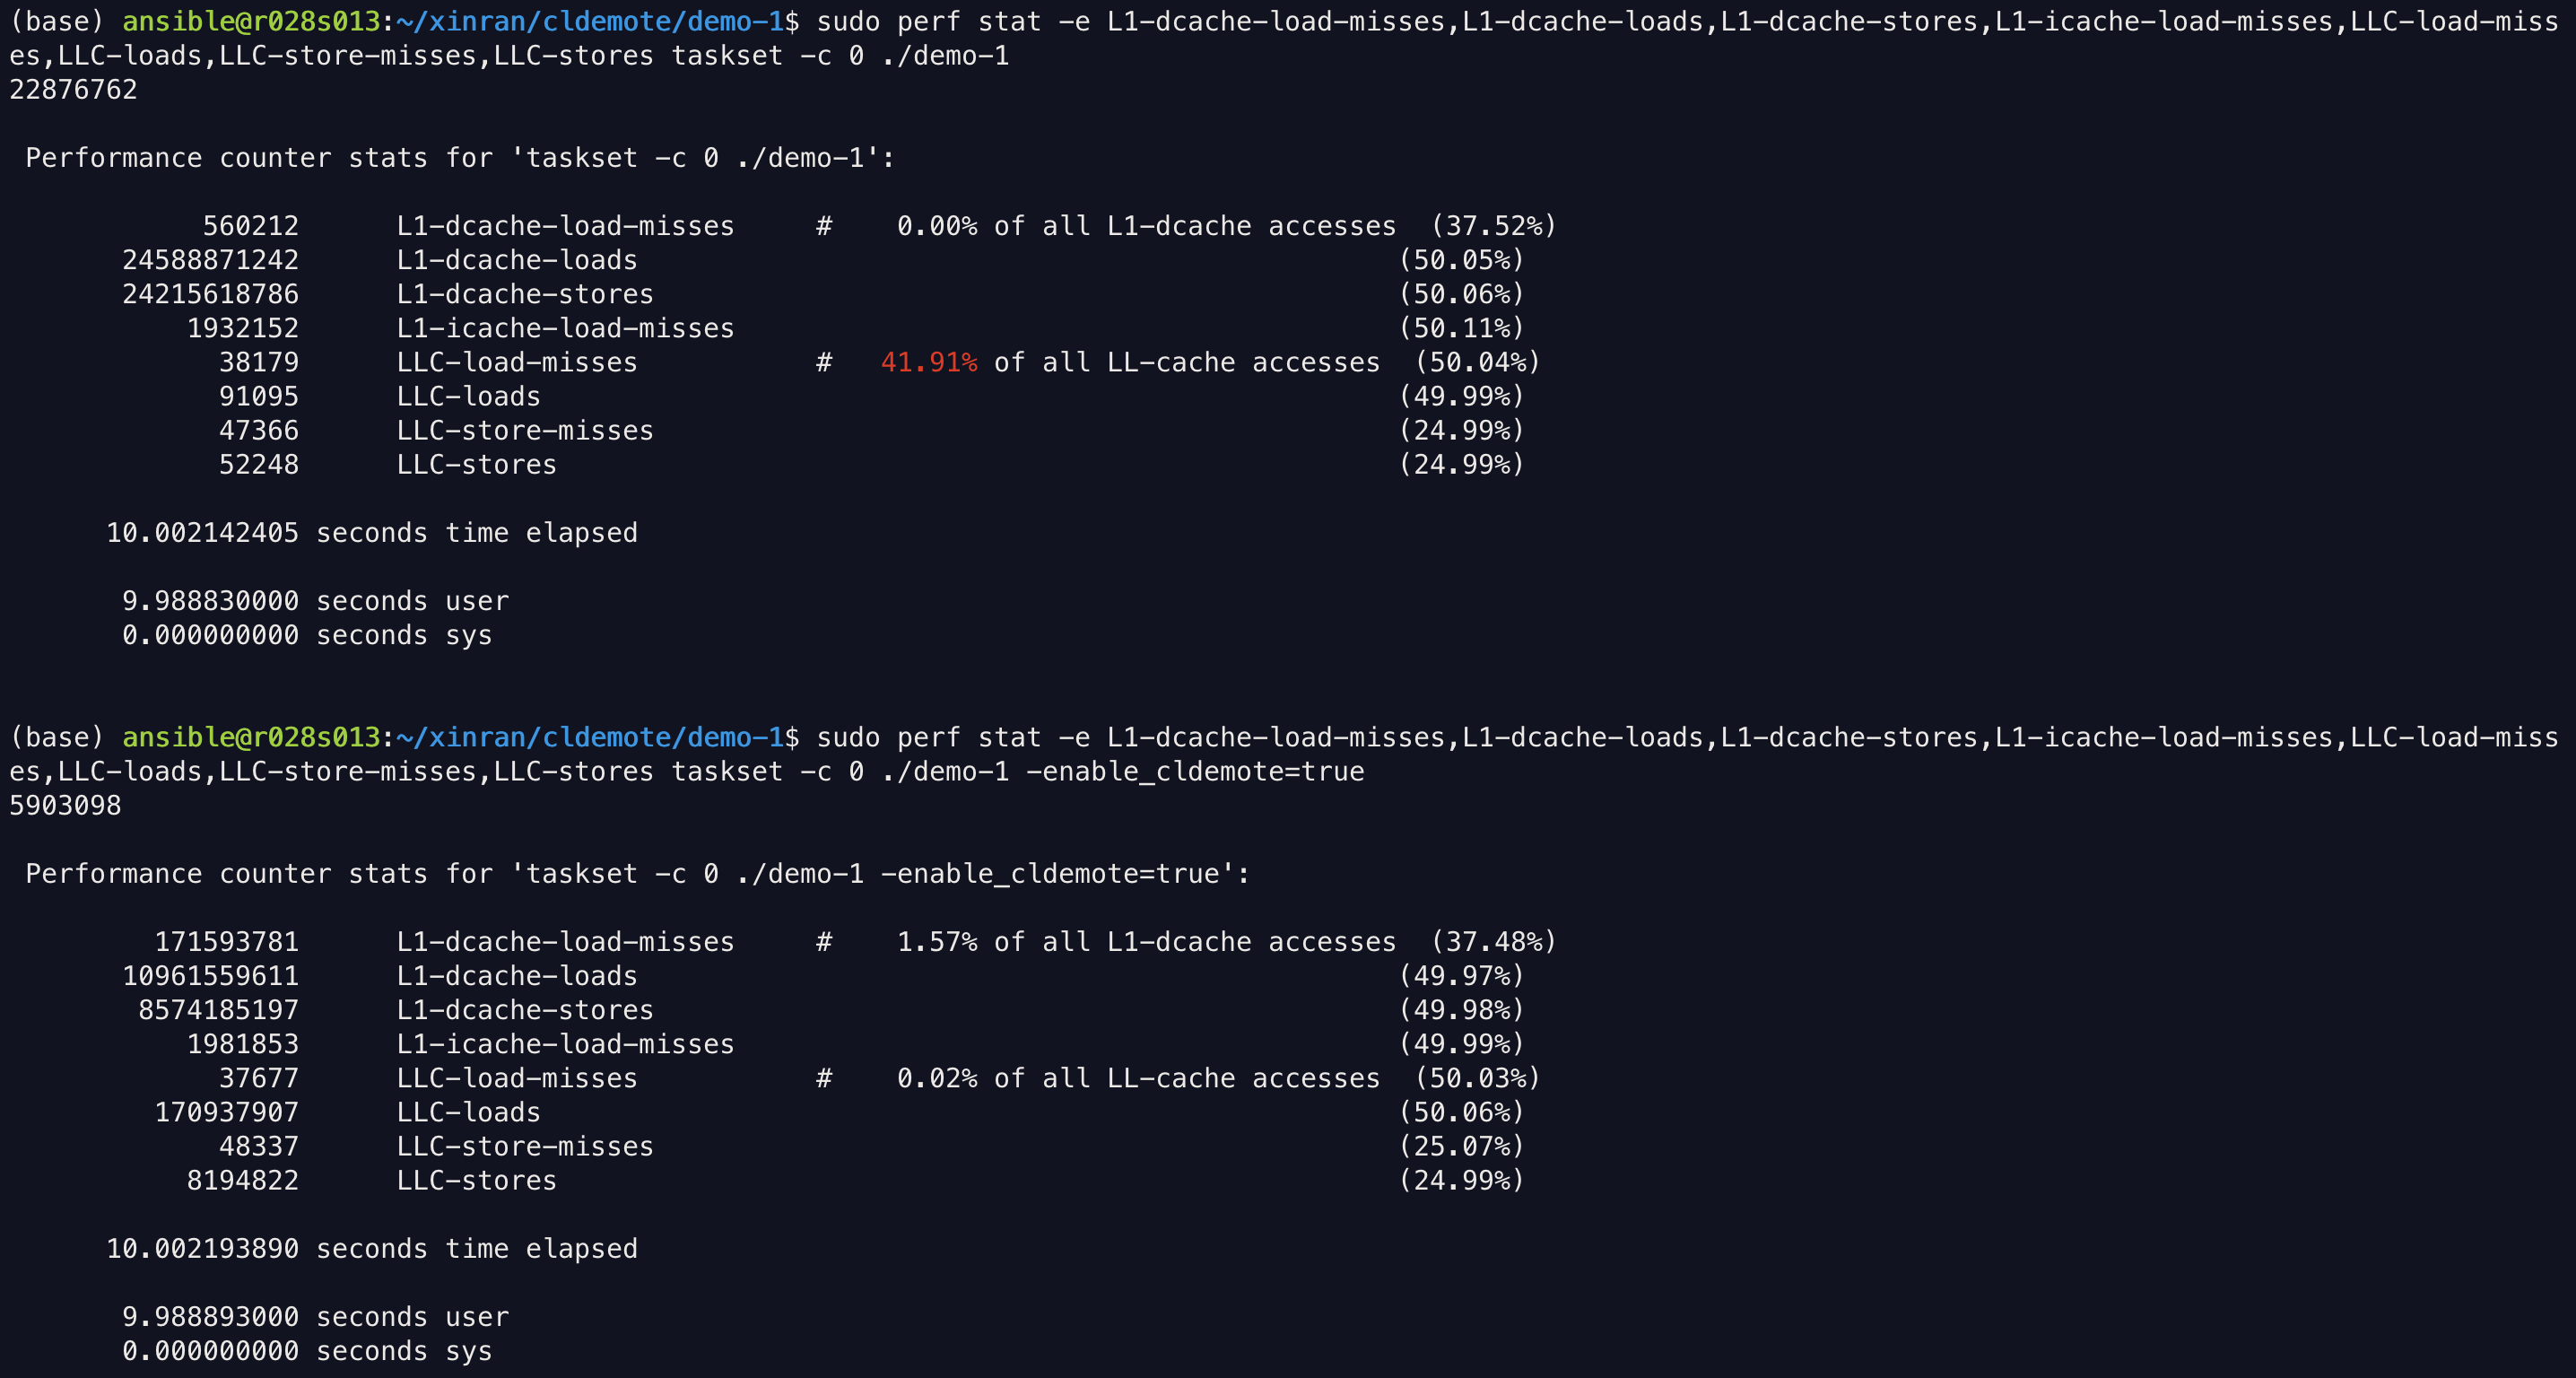 (base) ansible@r028s013:~/xinran/cldemote/demo-1$ sudo perf stat -e L1-dcache-load-misses,L1-dcache-loads,L1-dcache-stores,L1-icache-load-misses,LLC-load-miss
es,LLC-loads,LLC-store-misses,LLC-stores taskset -c 0 ./demo-1
22876762
Performance counter stats for 'taskset -c 0 ./demo-1':
560212 L1-dcache-load-misses # 0.00% of all L1-dcache accesses (37.52%)
24588871242 L1-dcache-loads (50.05%)
24215618786 L1-dcache-stores (50.06%)
1932152 L1-icache-load-misses (50.11%)
38179 LLC-load-misses # 41.91% of all LL-cache accesses (50.04%)
91095 LLC-loads (49.99%)
47366 LLC-store-misses (24.99%)
52248 LLC-stores (24.99%)
10.002142405 seconds time elapsed
9.988830000 seconds user
0.000000000 seconds sys
(base) ansible@r028s013:~/xinran/cldemote/demo-1$ sudo perf stat -e L1-dcache-load-misses,L1-dcache-loads,L1-dcache-stores,L1-icache-load-misses,LLC-load-miss
es,LLC-loads,LLC-store-misses,LLC-stores taskset -c 0 ./demo-1 -enable_cldemote=true
5903098
Performance counter stats for 'taskset -c 0 ./demo-1 -enable_cldemote=true':
171593781 L1-dcache-load-misses # 1.57% of all L1-dcache accesses (37.48%)
10961559611 L1-dcache-loads (49.97%)
8574185197 L1-dcache-stores (49.98%)
1981853 L1-icache-load-misses (49.99%)
37677 LLC-load-misses # 0.02% of all LL-cache accesses (50.03%)
170937907 LLC-loads (50.06%)
48337 LLC-store-misses (25.07%)
8194822 LLC-stores (24.99%)
10.002193890 seconds time elapsed
9.988893000 seconds user
0.000000000 seconds sys